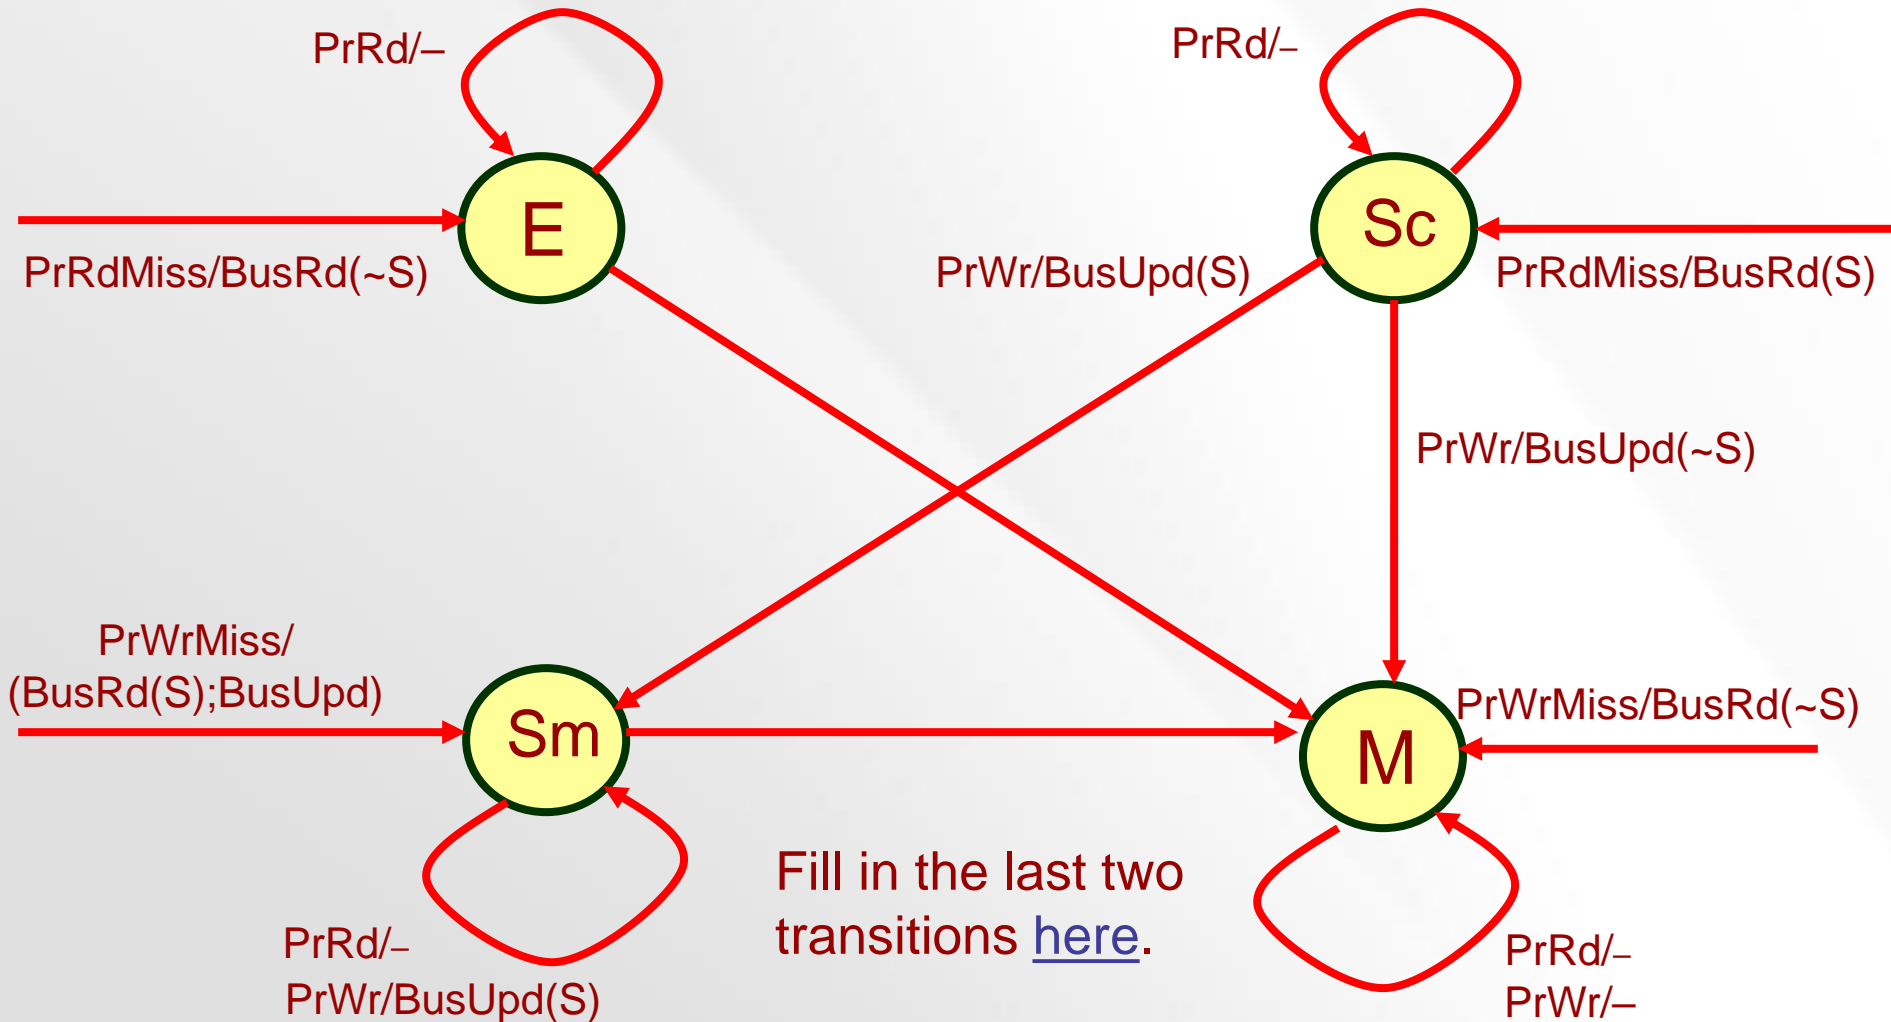 PrRd/–
PrRd/–
E
Sc
PrRdMiss/BusRd(~S)
PrWr/BusUpd(S)
PrRdMiss/BusRd(S)
PrWr/BusUpd(~S)
PrWrMiss/
(BusRd(S);BusUpd)
Sm
PrWrMiss/BusRd(~S)
M
Fill in the last two
transitions here.
PrRd/–
PrWr/BusUpd(S)
PrRd/–
PrWr/–